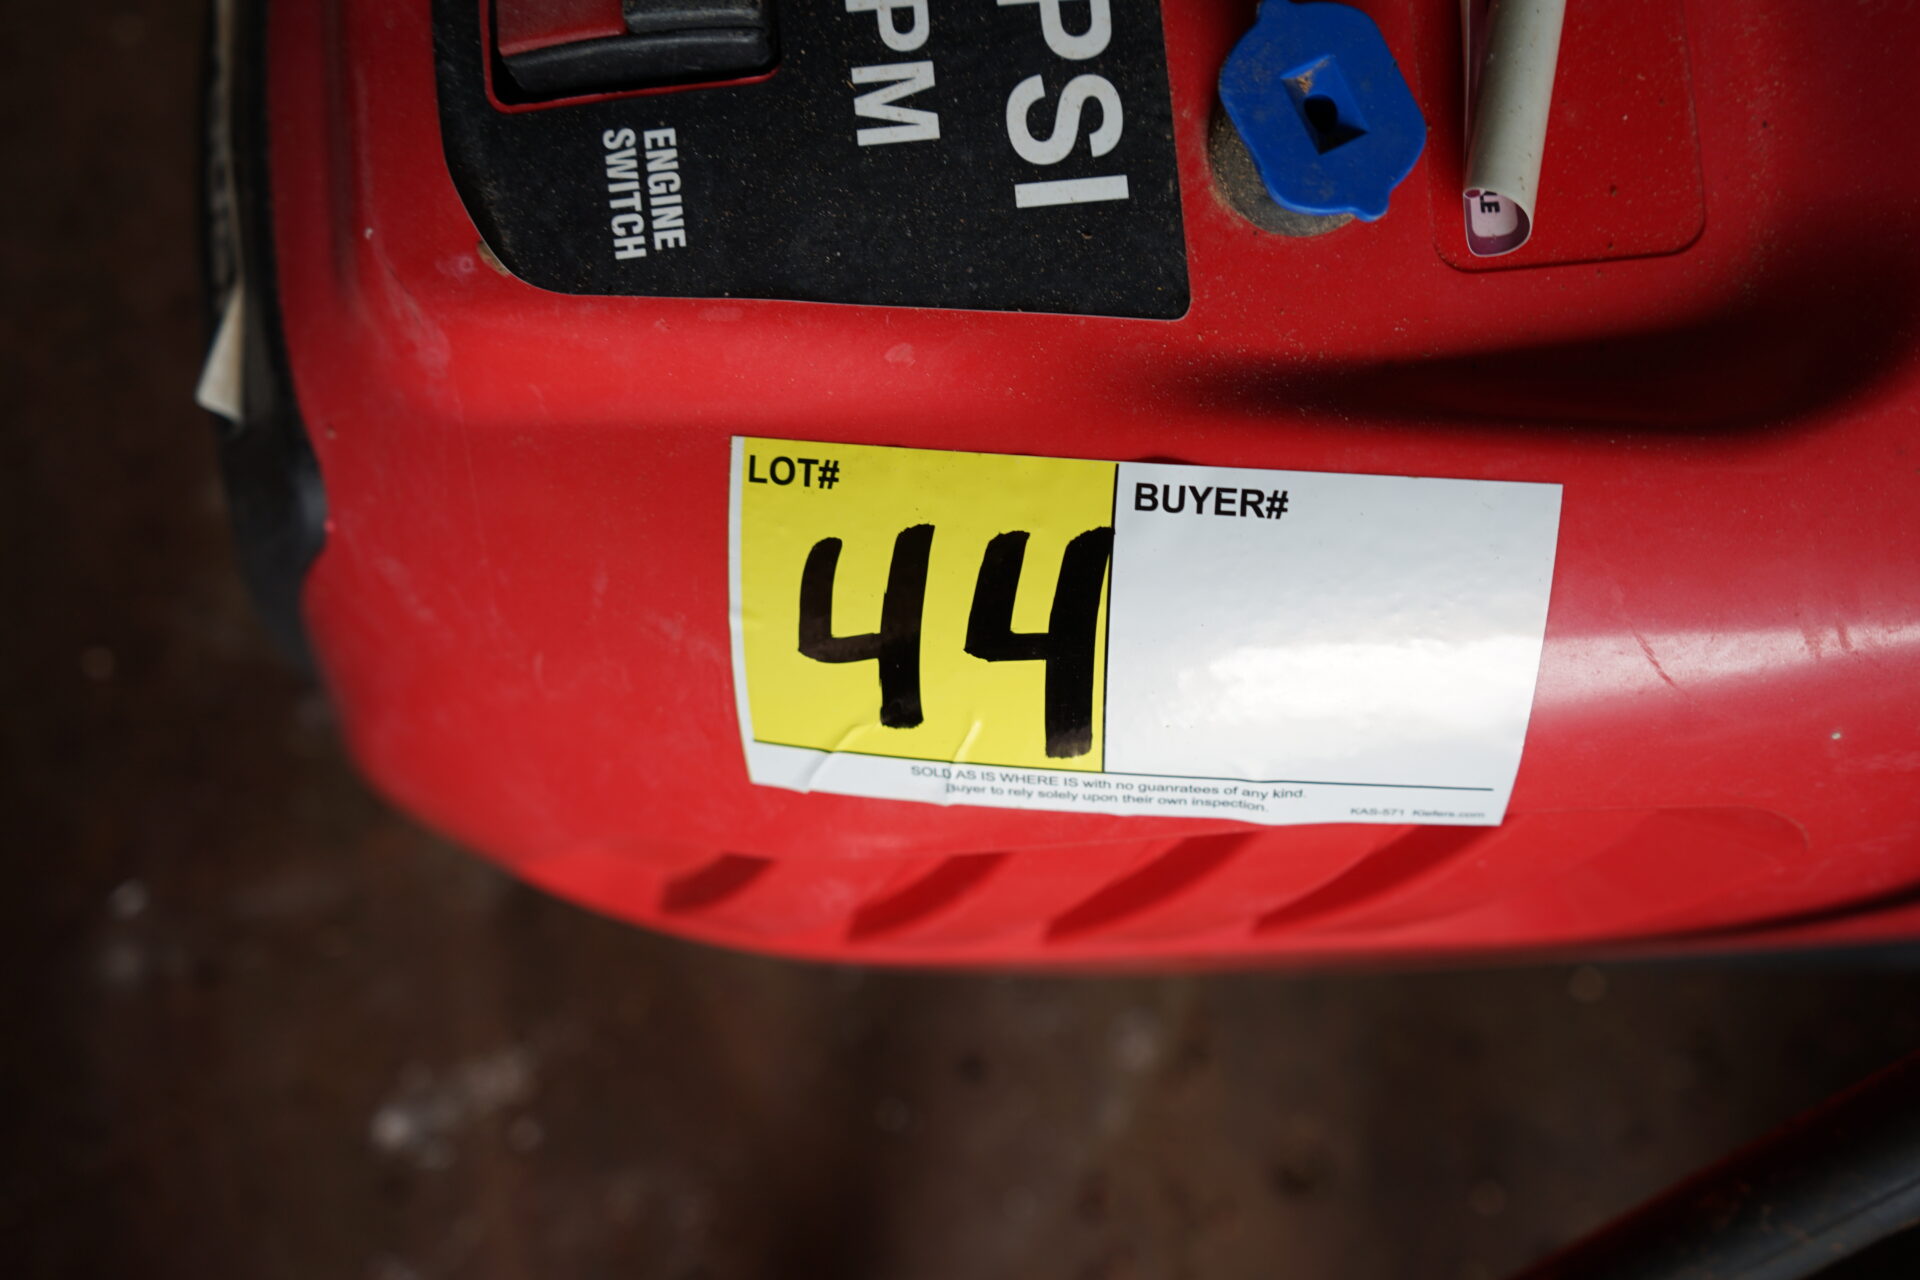 PSI
PM
ENGINE
SWITCH
LOT#
BUYER#
44
SOLD AS IS WHERE IS with no guanratees of any kind.
Buyer to rely solely upon their own inspection.
KAS-571 Kiefers.com